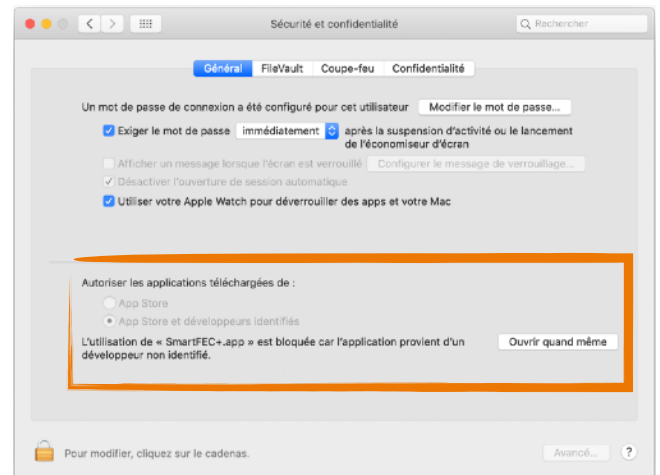 Sécurité et confidentialité
Rechercher
Général FileVault Coupe-feu Confidentialité
Un mot de passe de connexion a été configuré pour cet utilisateur Modifier le mot de passe...
Exiger le mot de passe immédiatement après la suspension d'activité ou le lancement
de l'économiseur d'écran
Afficher un message lorsque l'écran est verrouillé Configurer le message de verrouillage...
Désactiver l'ouverture de session automatique
Utiliser votre Apple Watch pour déverrouiller des apps et votre Mac
Autoriser les applications téléchargées de :
App Store
App Store et développeurs identifiés
L'utilisation de « SmartFEC+.app » est bloquée car l'application provient d'un
développeur non identifié.
Ouvrir quand même
Pour modifier, cliquez sur le cadenas.
Avancé... ?